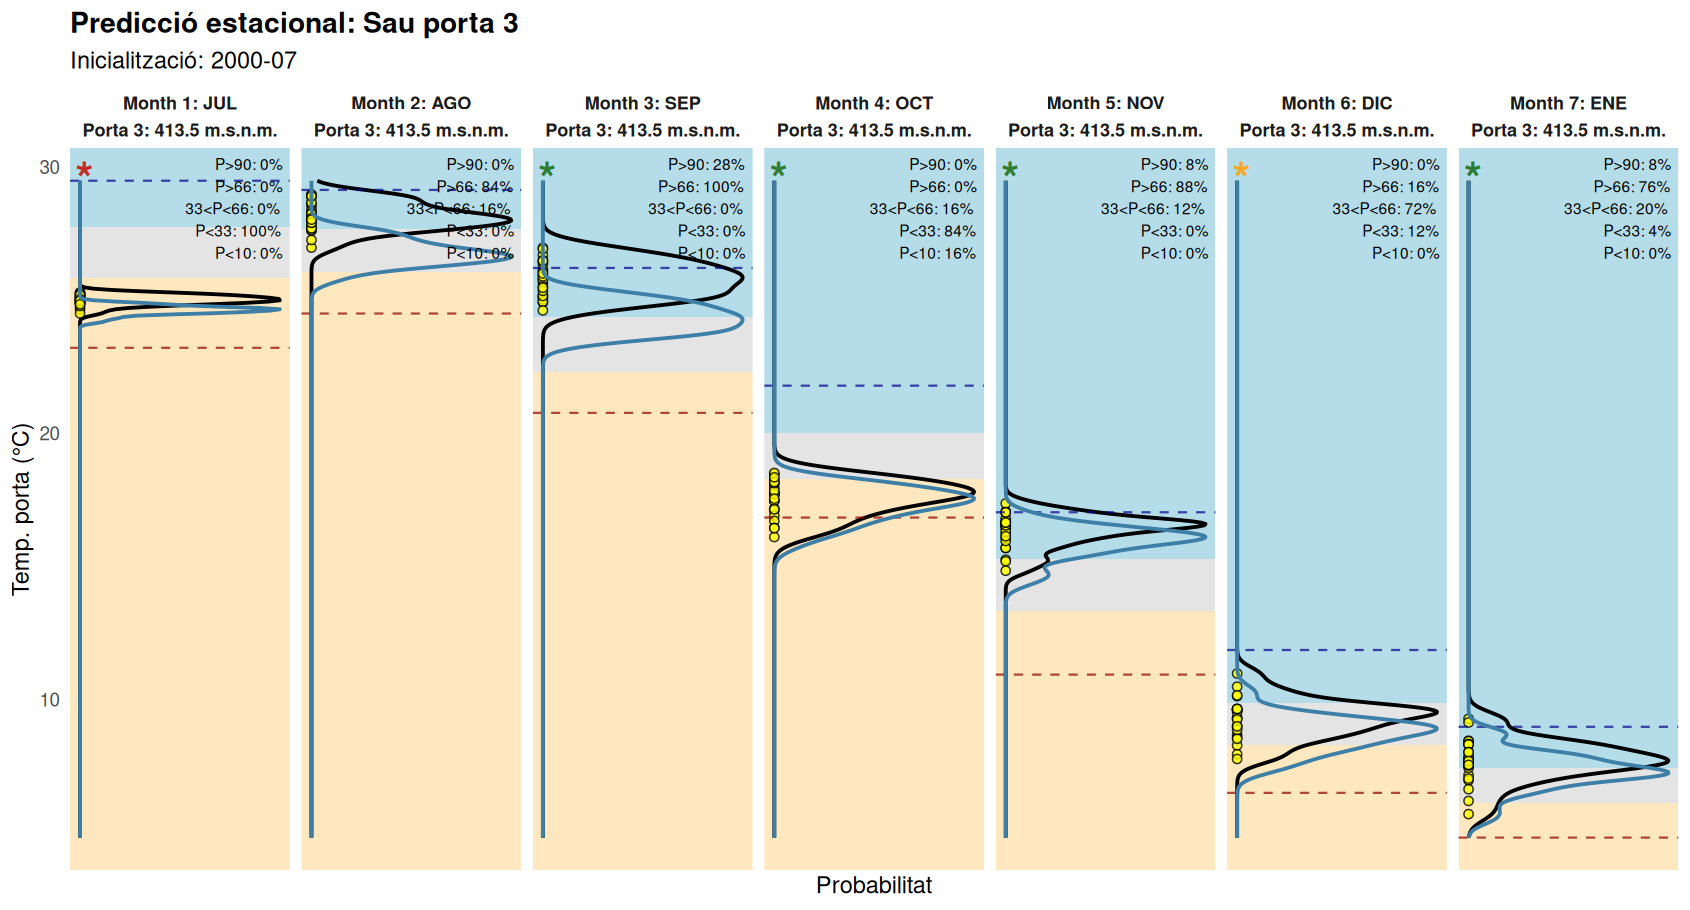 Predicció estacional: Sau porta 3
Inicialització: 2000-07
Month 1: JUL
Porta 3: 413.5 m.s.n.m.
Month 2: AGO
Porta 3: 413.5 m.s.n.m.
Month 3: SEP
Porta 3: 413.5 m.s.n.m.
Month 4: OCT
Porta 3: 413.5 m.s.n.m.
Month 5: NOV
Porta 3: 413.5 m.s.n.m.
Month 6: DIC
Porta 3: 413.5 m.s.n.m.
Month 7: ENE
Porta 3: 413.5 m.s.n.m.
*
P>90: 0%
P>66: 0%
33<P<66: 0%
P<33: 100%
P<10: 0%
P>90: 0%
P>66: 84%
33<P<66: 16%
P<33: 0%
P<10: 0%
*
P>90: 28%
P>66: 100%
33<P<66: 0%
P<33: 0%
P<10: 0%
*
P>90: 0%
P>66: 0%
33<P<66: 16%
P<33: 84%
P<10: 16%
*
P>90: 8%
P>66: 88%
33<P<66: 12%
P<33: 0%
P<10: 0%
*
P>90: 0%
P>66: 16%
33<P<66: 72%
P<33: 12%
P<10: 0%
*
P>90: 8%
P>66: 76%
33<P<66: 20%
P<33: 4%
P<10: 0%
30
20
10
Temp. porta (°C)
Probabilitat